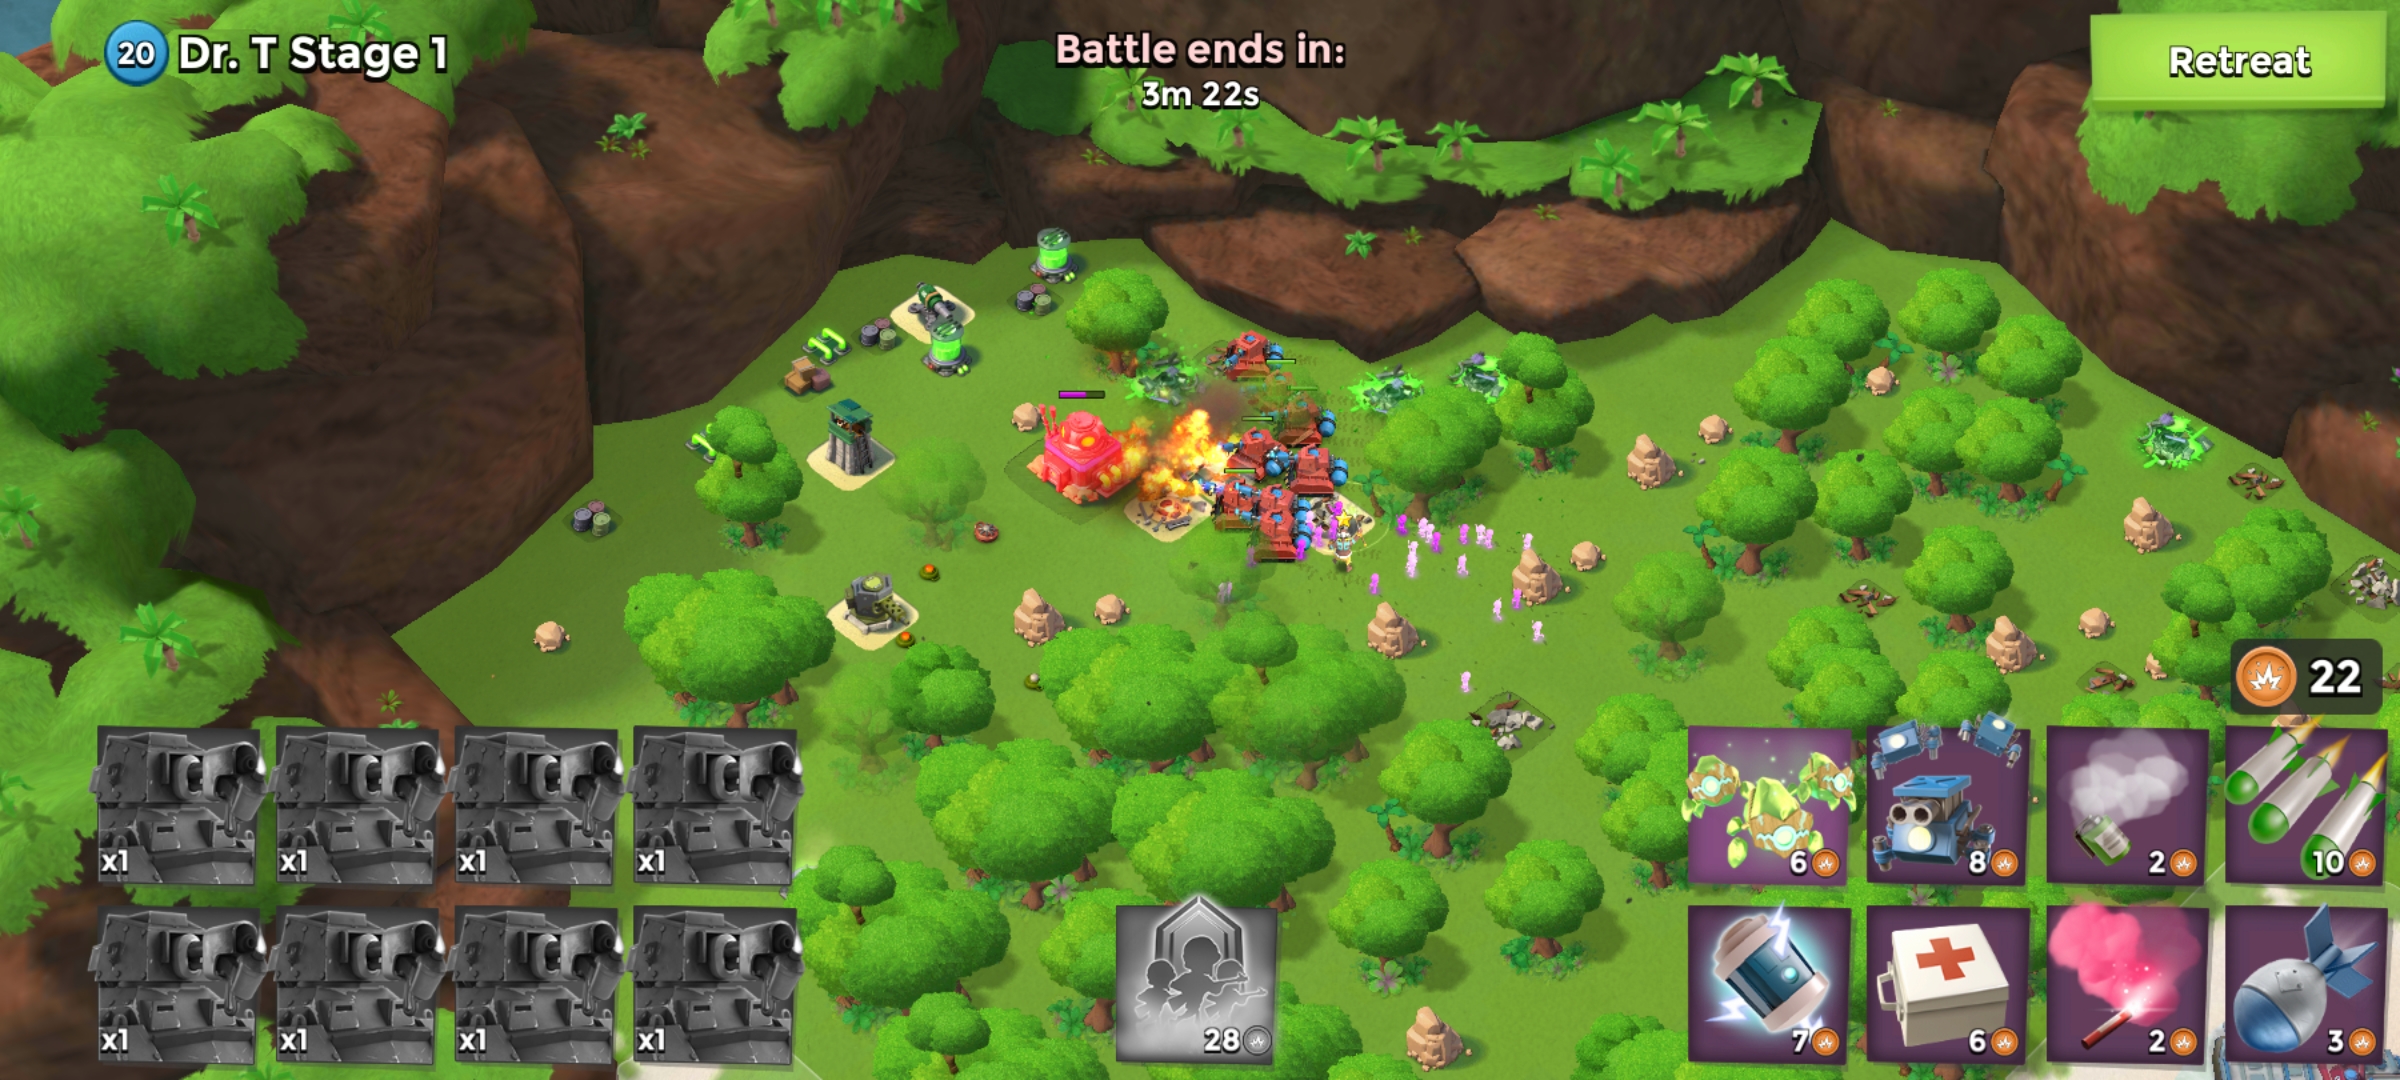 20 Dr. T Stage 1
Battle ends in:
3m 22s
Retreat
22
x1 x1 x1 x1
6 8 2 10
x1 x1 x1 x1
28
7 6 2 3